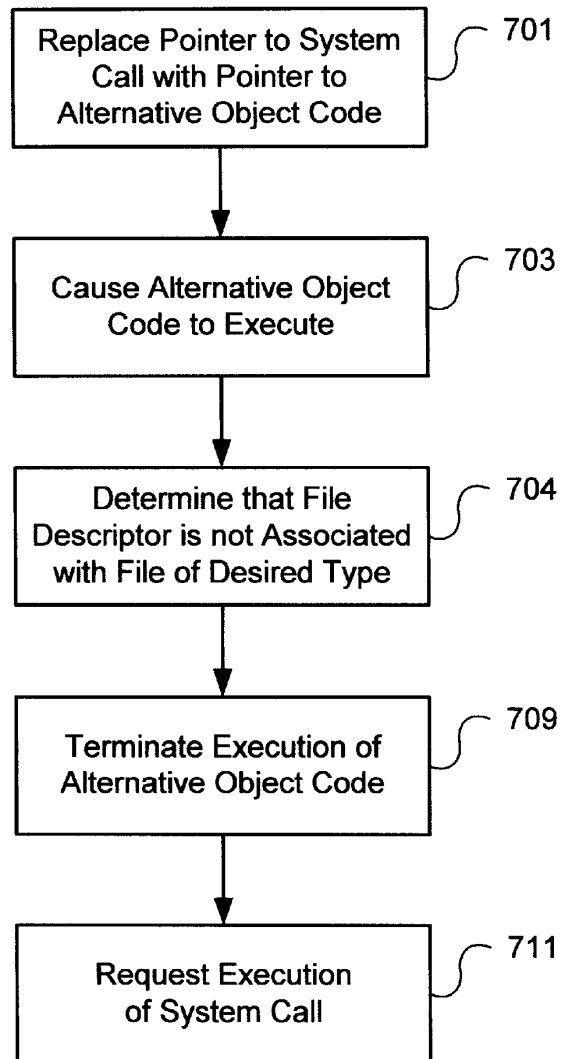 Replace Pointer to System
Call with Pointer to
Alternative Object Code
701
Cause Alternative Object
Code to Execute
703
Determine that File
Descriptor is not Associated
with File of Desired Type
704
Terminate Execution of
Alternative Object Code
709
Request Execution
of System Call
711